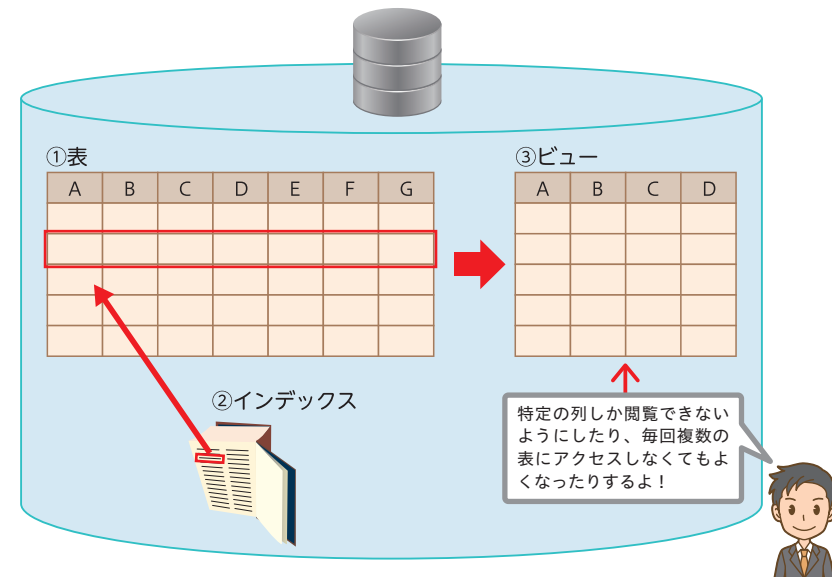 ①表
A B C D E F G
③ビュー
A B C D
②インデックス
特定の列しか閲覧できない
ようにしたり、毎回複数の
表にアクセスしなくてもよ
くなったりするよ！